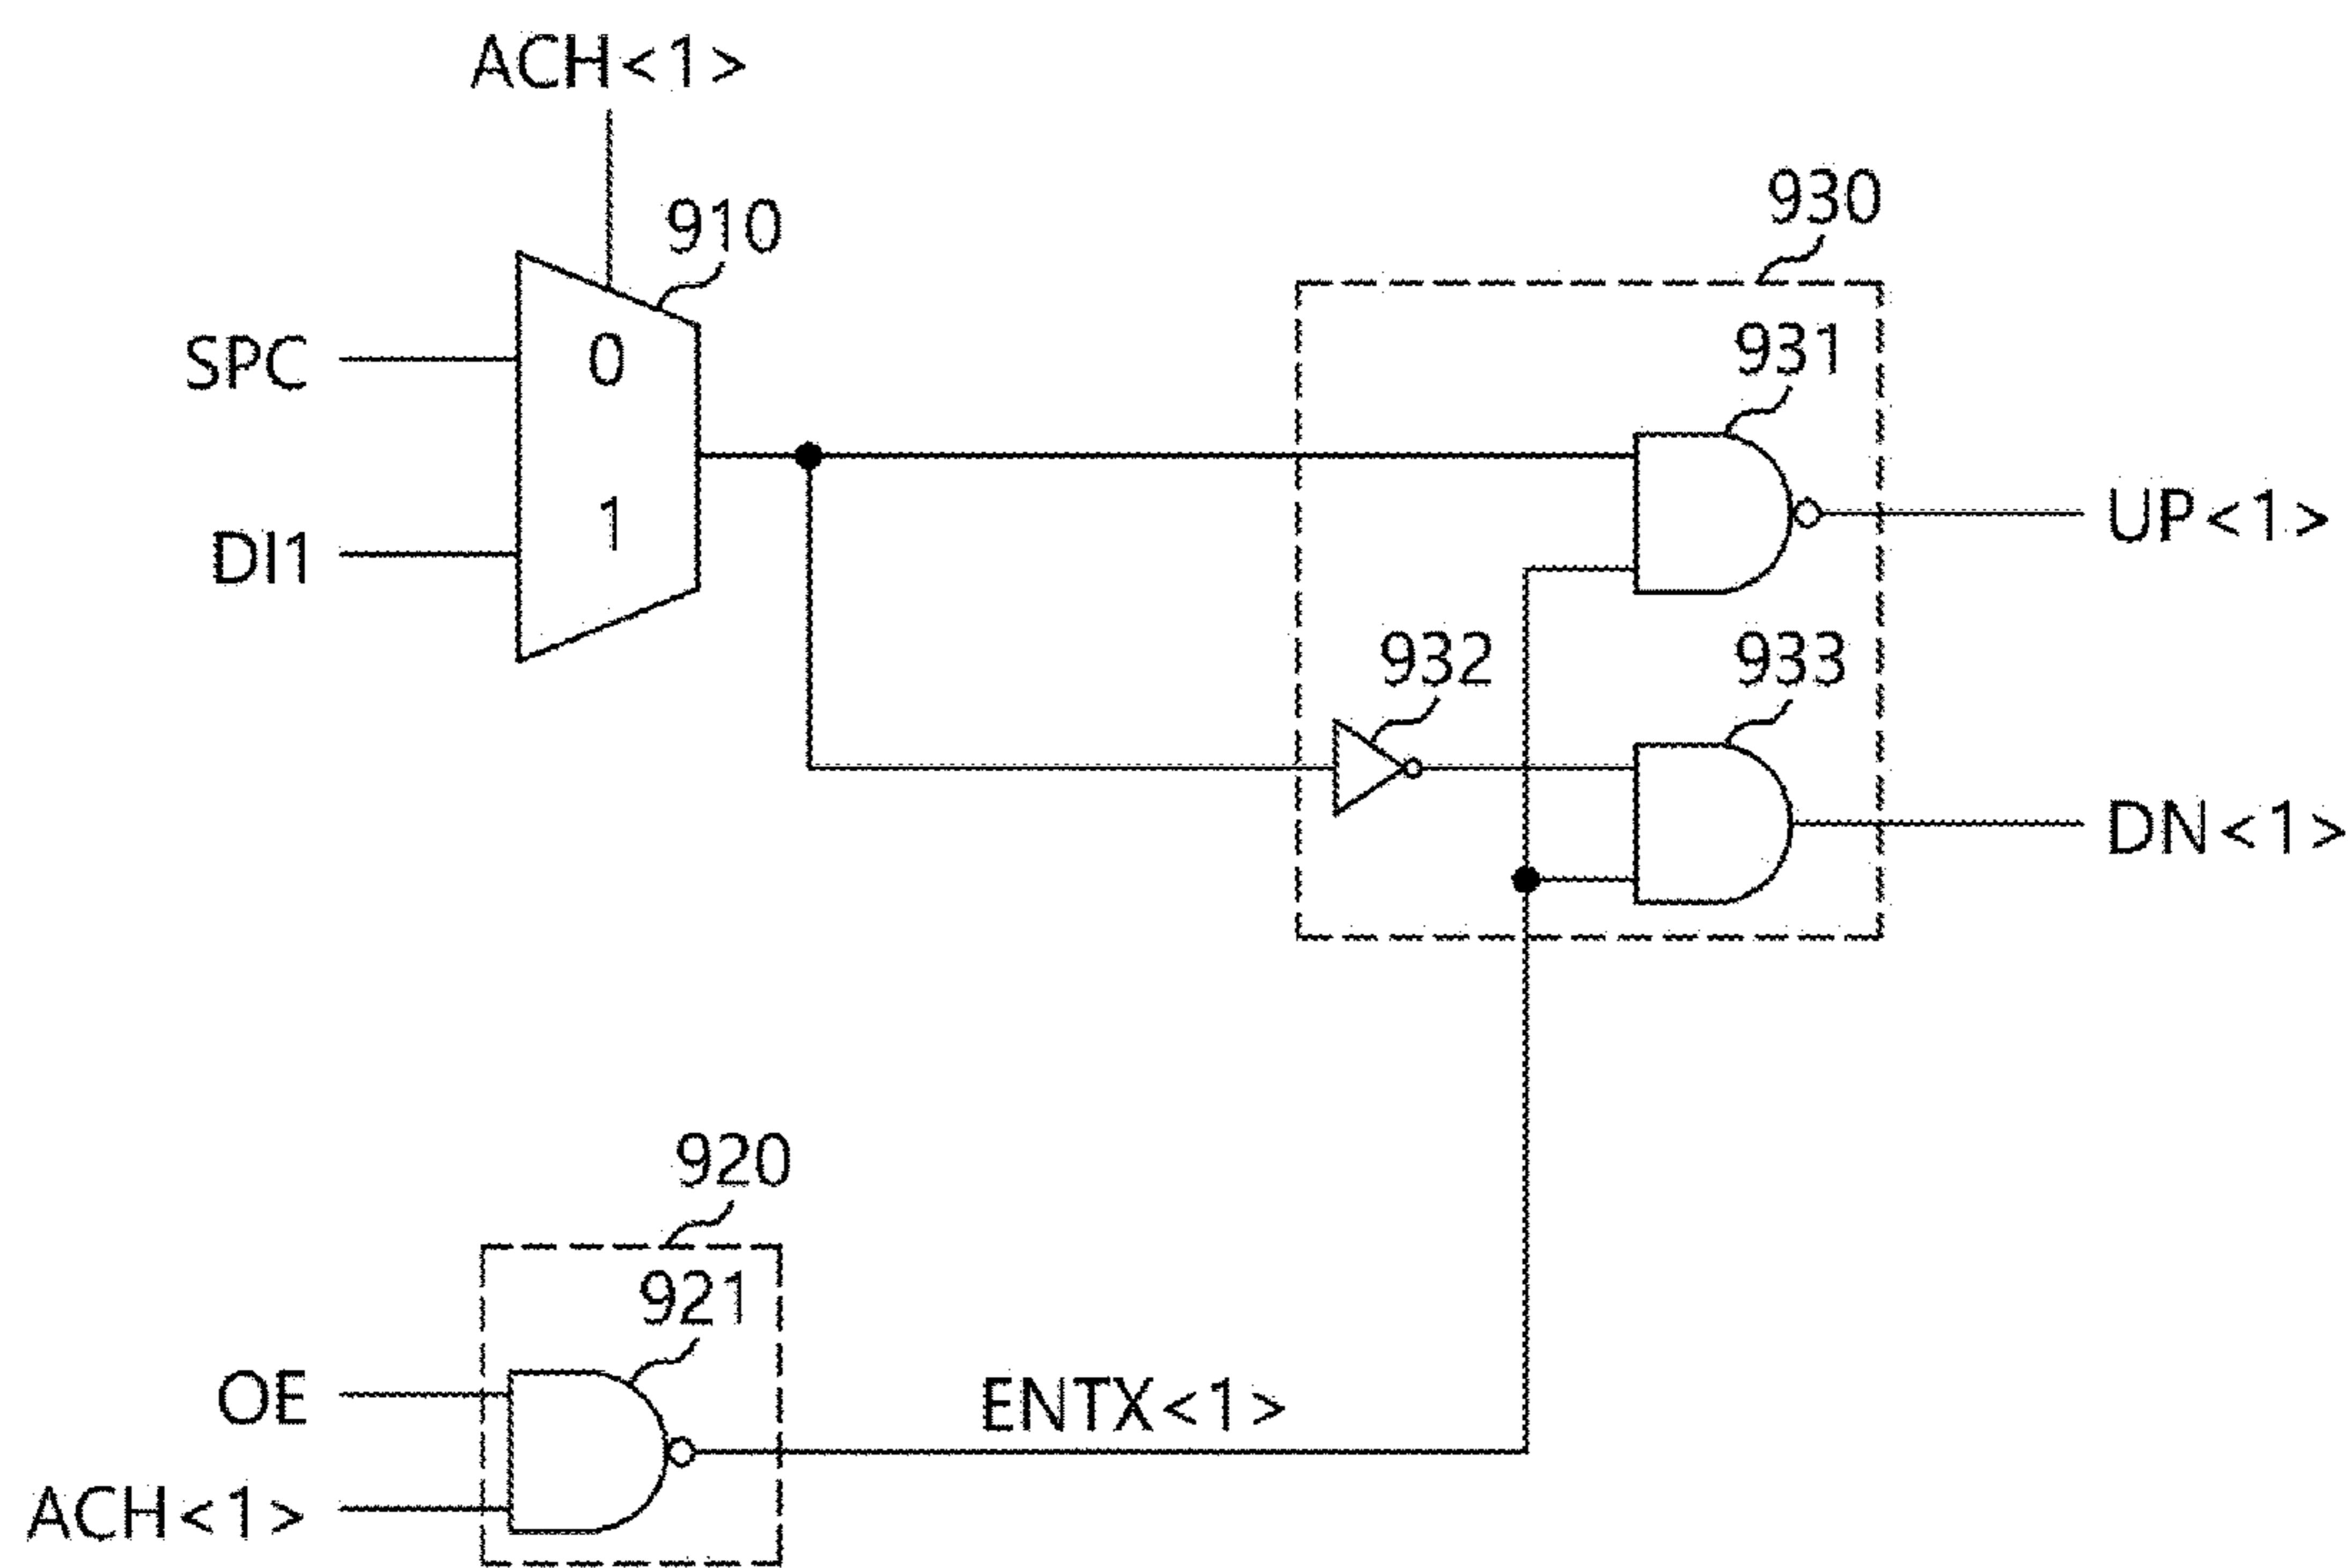 ACH<1>
910
930
SPC
0
931
DI1
1
UP<1>
932
933
DN<1>
920
921
OE
ENTX<1>
ACH<1>